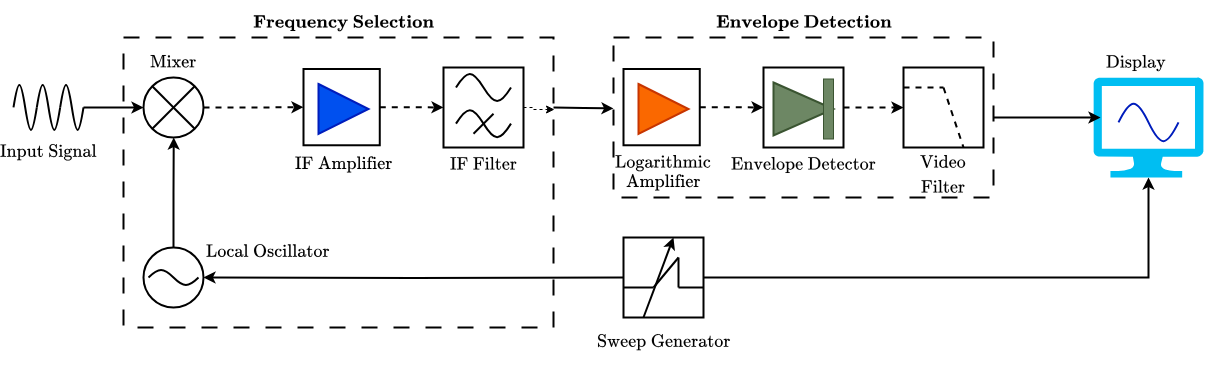 Frequency Selection
Envelope Detection
Mixer
Display
Input Signal
IF Amplifier
IF Filter
Logarithmic
Amplifier
Envelope Detector
Video
Filter
Local Oscillator
Sweep Generator